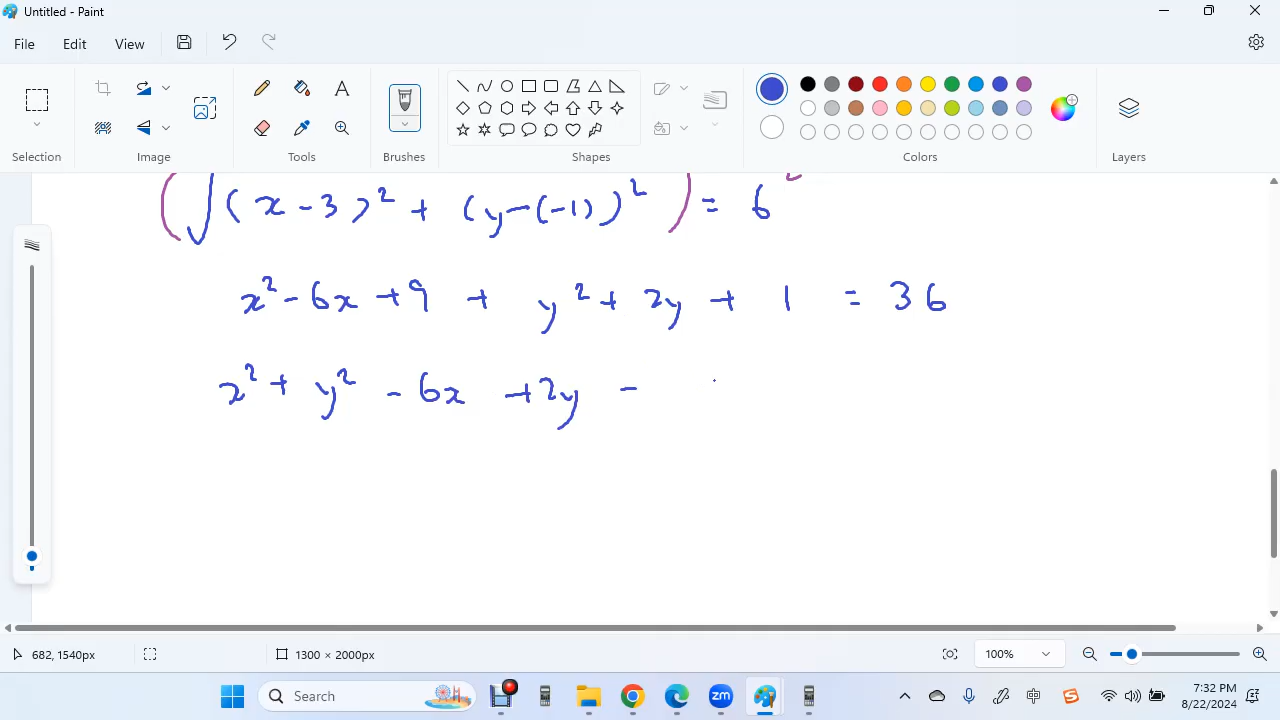 Untitled - Paint
File Edit View
Selection Image Tools Brushes Shapes Colors Layers
(√(x-3)² + (y-(-1))²) = 6²
x² - 6x + 9 + y² + 2y + 1 = 36
x² + y² - 6x + 2y -
682, 1540px 1300 × 2000px 100%
Search zm 中 S 7:32 PM
8/22/2024